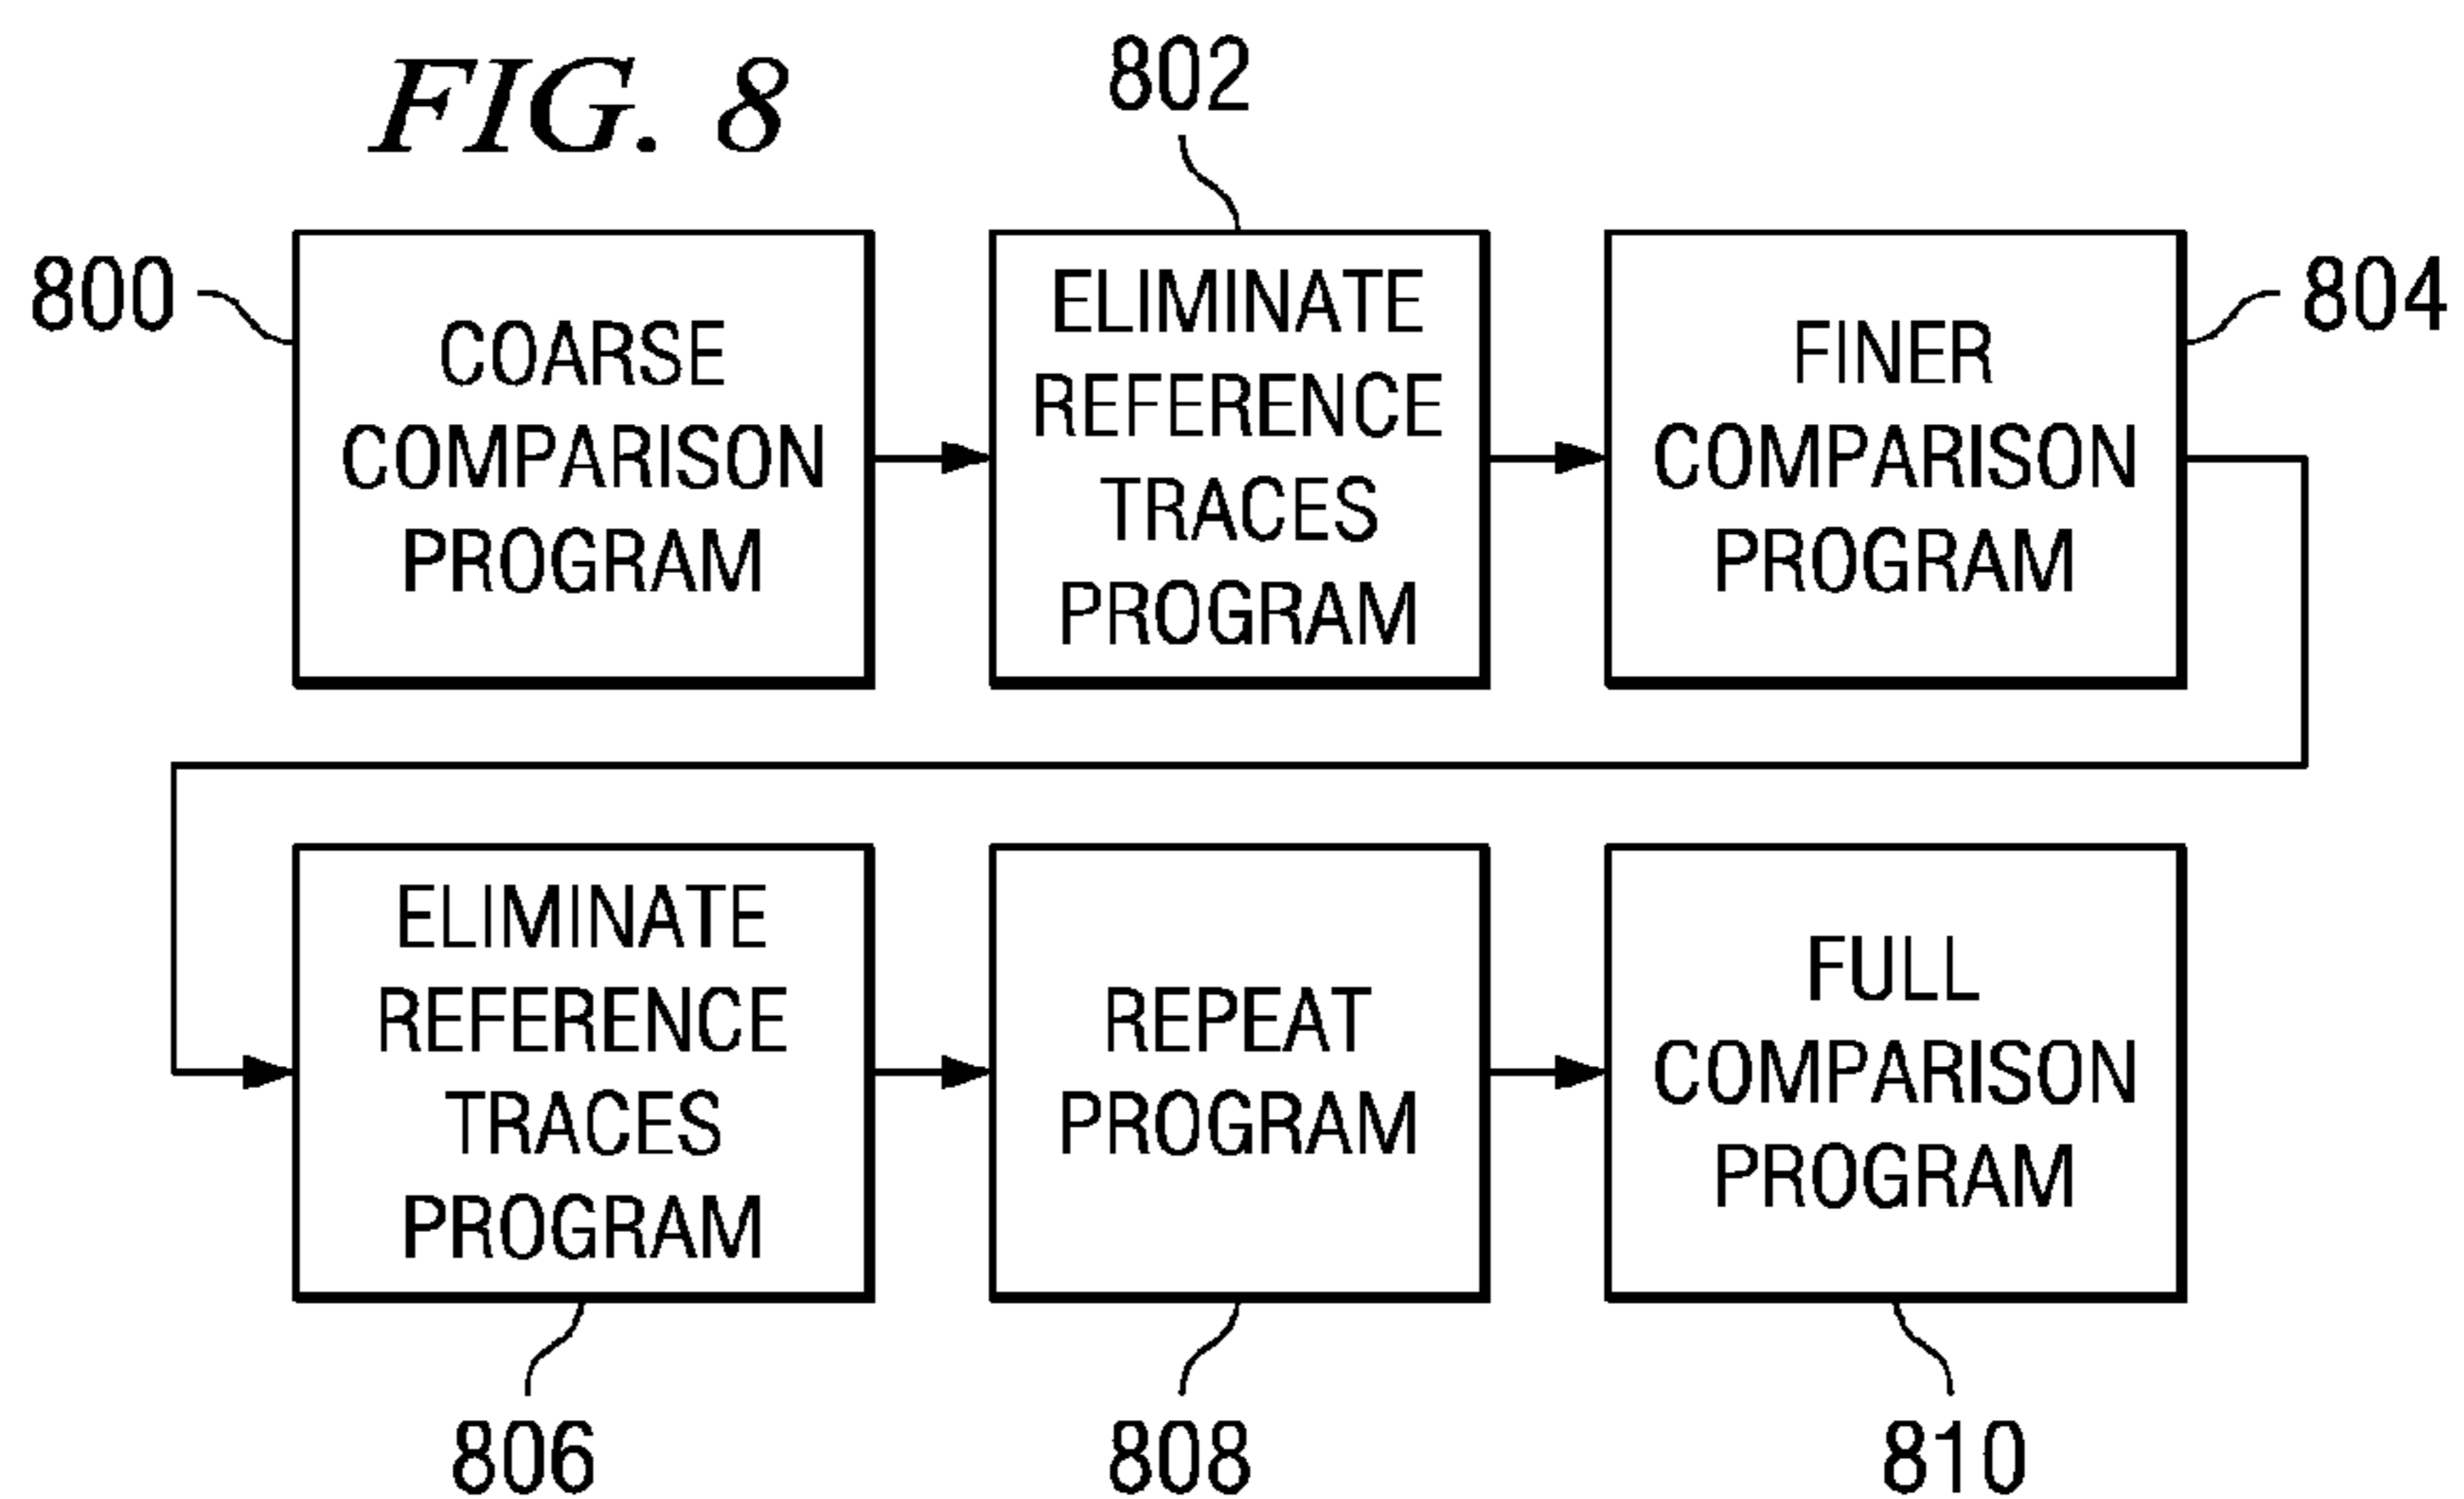 FIG. 8
802
800
COARSE
COMPARISON
PROGRAM
ELIMINATE
REFERENCE
TRACES
PROGRAM
FINER
COMPARISON
PROGRAM
804
ELIMINATE
REFERENCE
TRACES
PROGRAM
REPEAT
PROGRAM
FULL
COMPARISON
PROGRAM
806
808
810